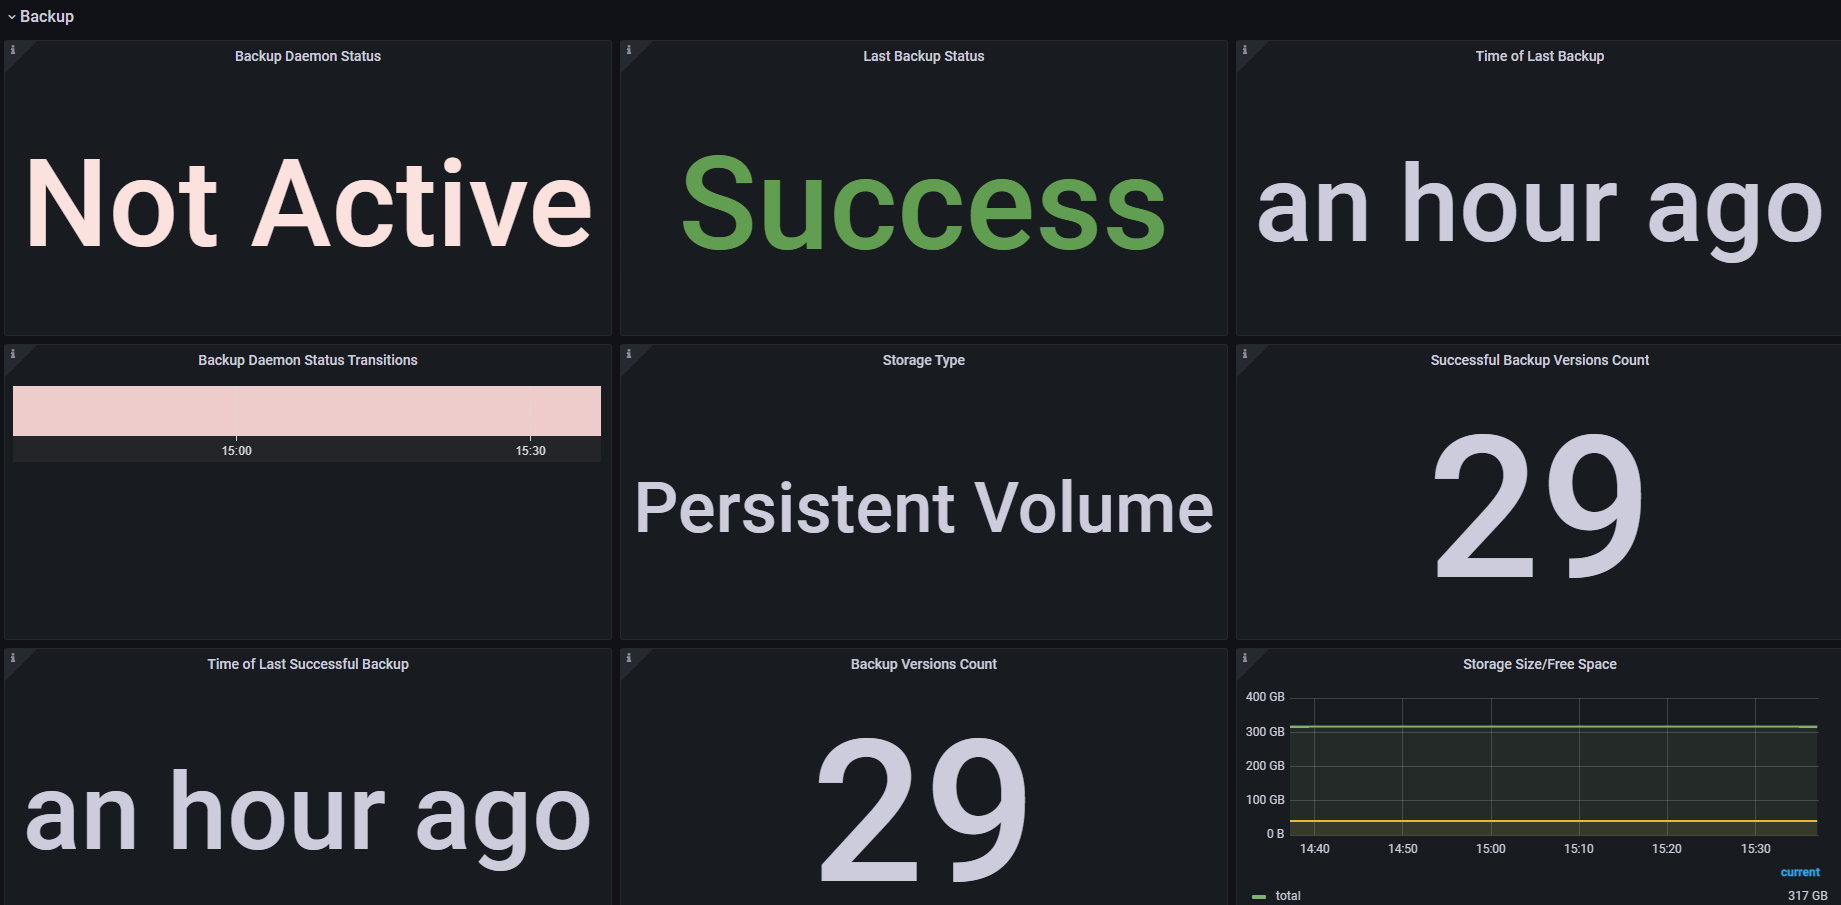 Backup
Backup Daemon Status
Not Active
Last Backup Status
Success
Time of Last Backup
an hour ago
Backup Daemon Status Transitions
15:00
15:30
Storage Type
Persistent Volume
Successful Backup Versions Count
29
Time of Last Successful Backup
an hour ago
Backup Versions Count
29
Storage Size/Free Space
400 GB
300 GB
200 GB
100 GB
0 B
14:40 14:50 15:00 15:10 15:20 15:30
current
total 317 GB